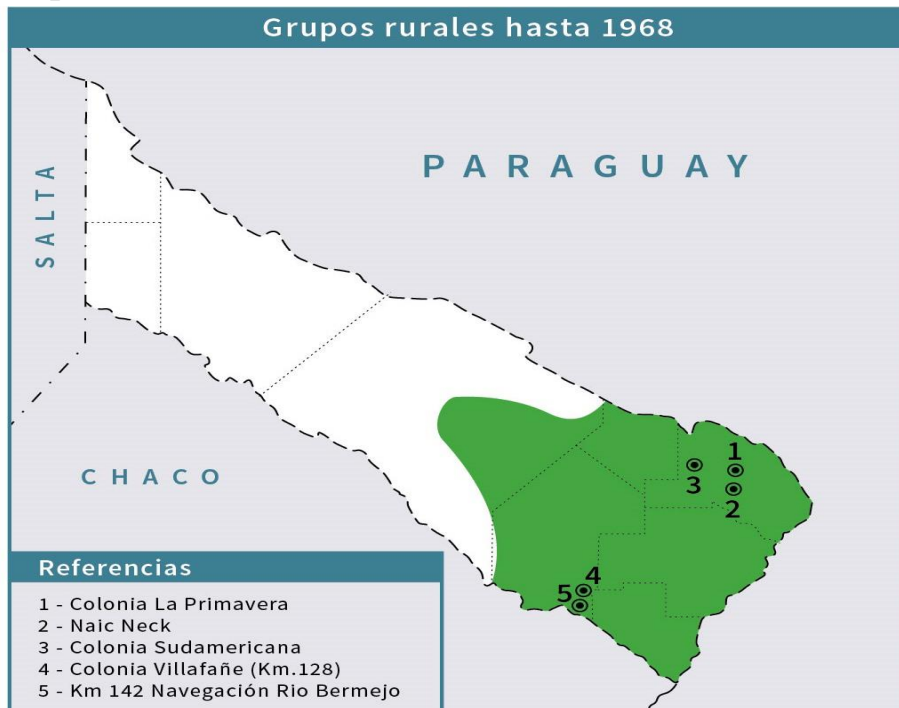 Grupos rurales hasta 1968
PARAGUAY
SALTA
CHACO
1
2
3
4
5
Referencias
1 - Colonia La Primavera
2 - Naic Neck
3 - Colonia Sudamericana
4 - Colonia Villafañe (Km.128)
5 - Km 142 Navegación Rio Bermejo